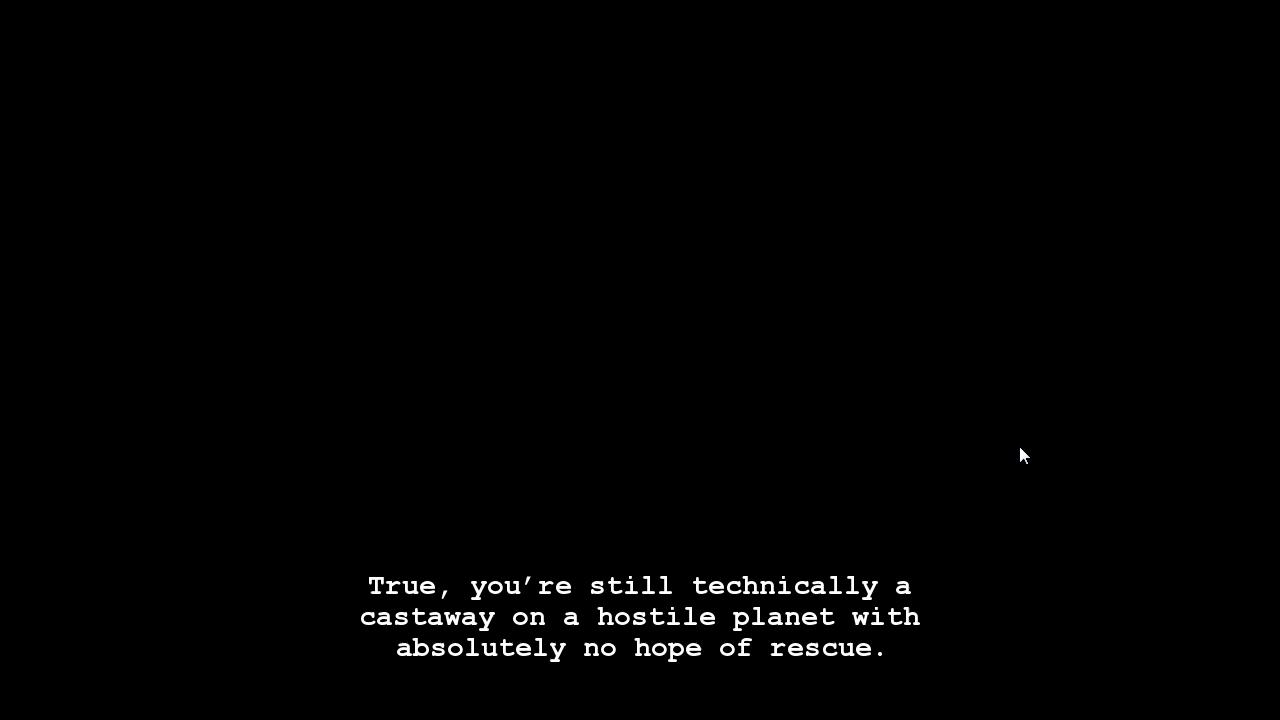 True, you’re still technically a
castaway on a hostile planet with
absolutely no hope of rescue.